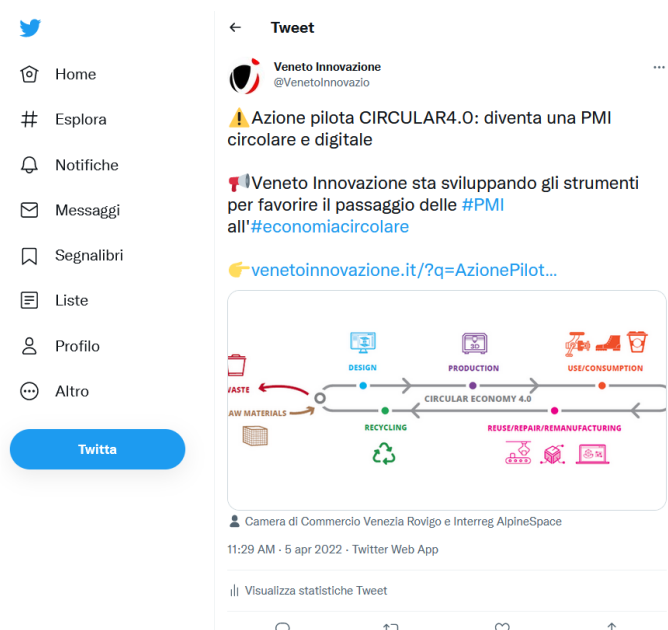 Tweet
Home
Esplora
Notifiche
Messaggi
Segnalibri
Liste
Profilo
Altro
Twitta
Veneto Innovazione
@VenetoInnovazio
Azione pilota CIRCULAR4.0: diventa una PMI
circolare e digitale
Veneto Innovazione sta sviluppando gli strumenti
per favorire il passaggio delle #PMI
all'#economiacircolare
venetoinnovazione.it/?q=AzionePilot...
DESIGN
3D
PRODUCTION
USE/CONSUMPTION
WASTE
CIRCULAR ECONOMY 4.0
AW MATERIALS
RECYCLING
REUSE/REPAIR/REMANUFACTURING
Camera di Commercio Venezia Rovigo e Interreg AlpineSpace
11:29 AM · 5 apr 2022 · Twitter Web App
Visualizza statistiche Tweet